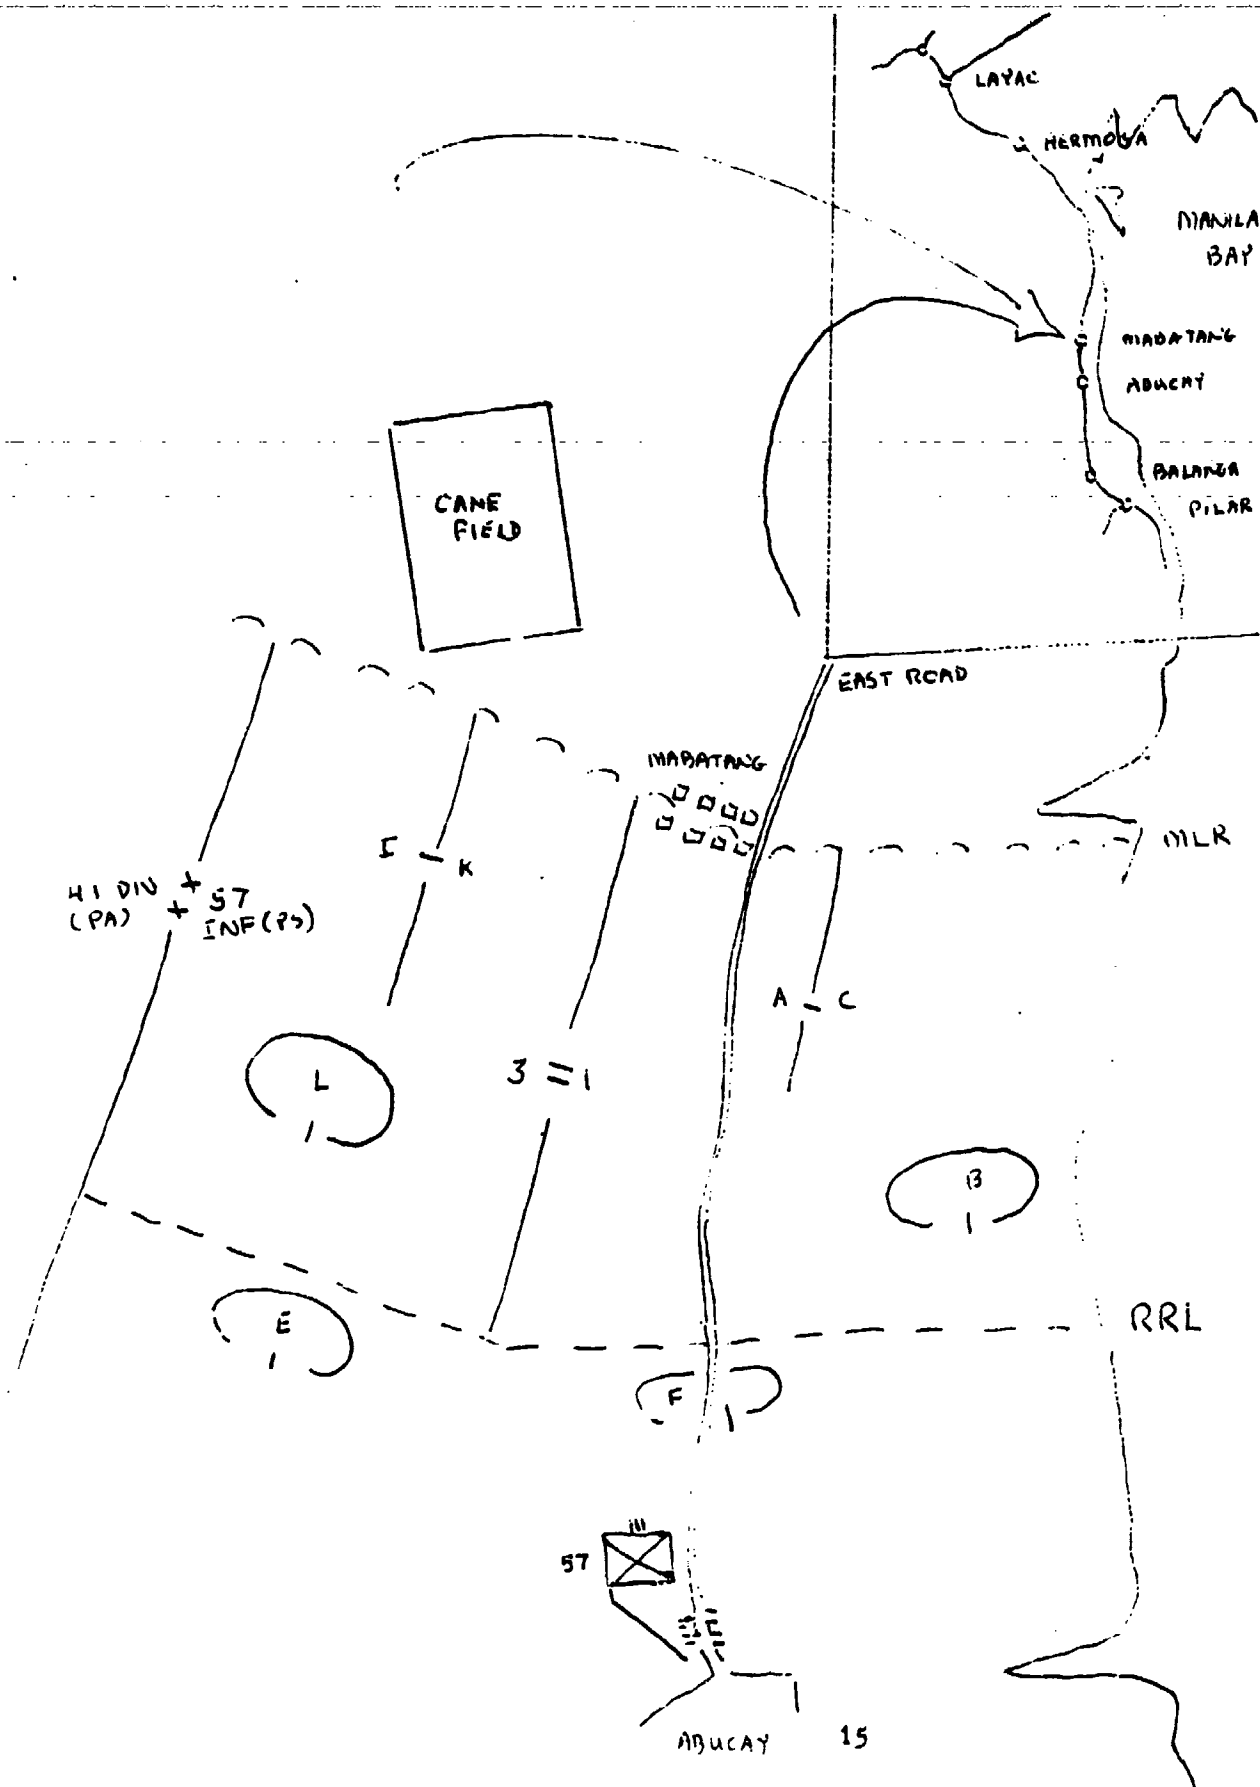 LAYAC
HERMOSA
MANILA
BAY
MABATANG
ABUCAY
BALANGA
PILAR
CANE
FIELD
EAST ROAD
MABATANG
MLR
I K
41 DIV 57
(PA) INF (PS)
A C
L
3 1
B
E
RRL
F
57
ABUCAY
15